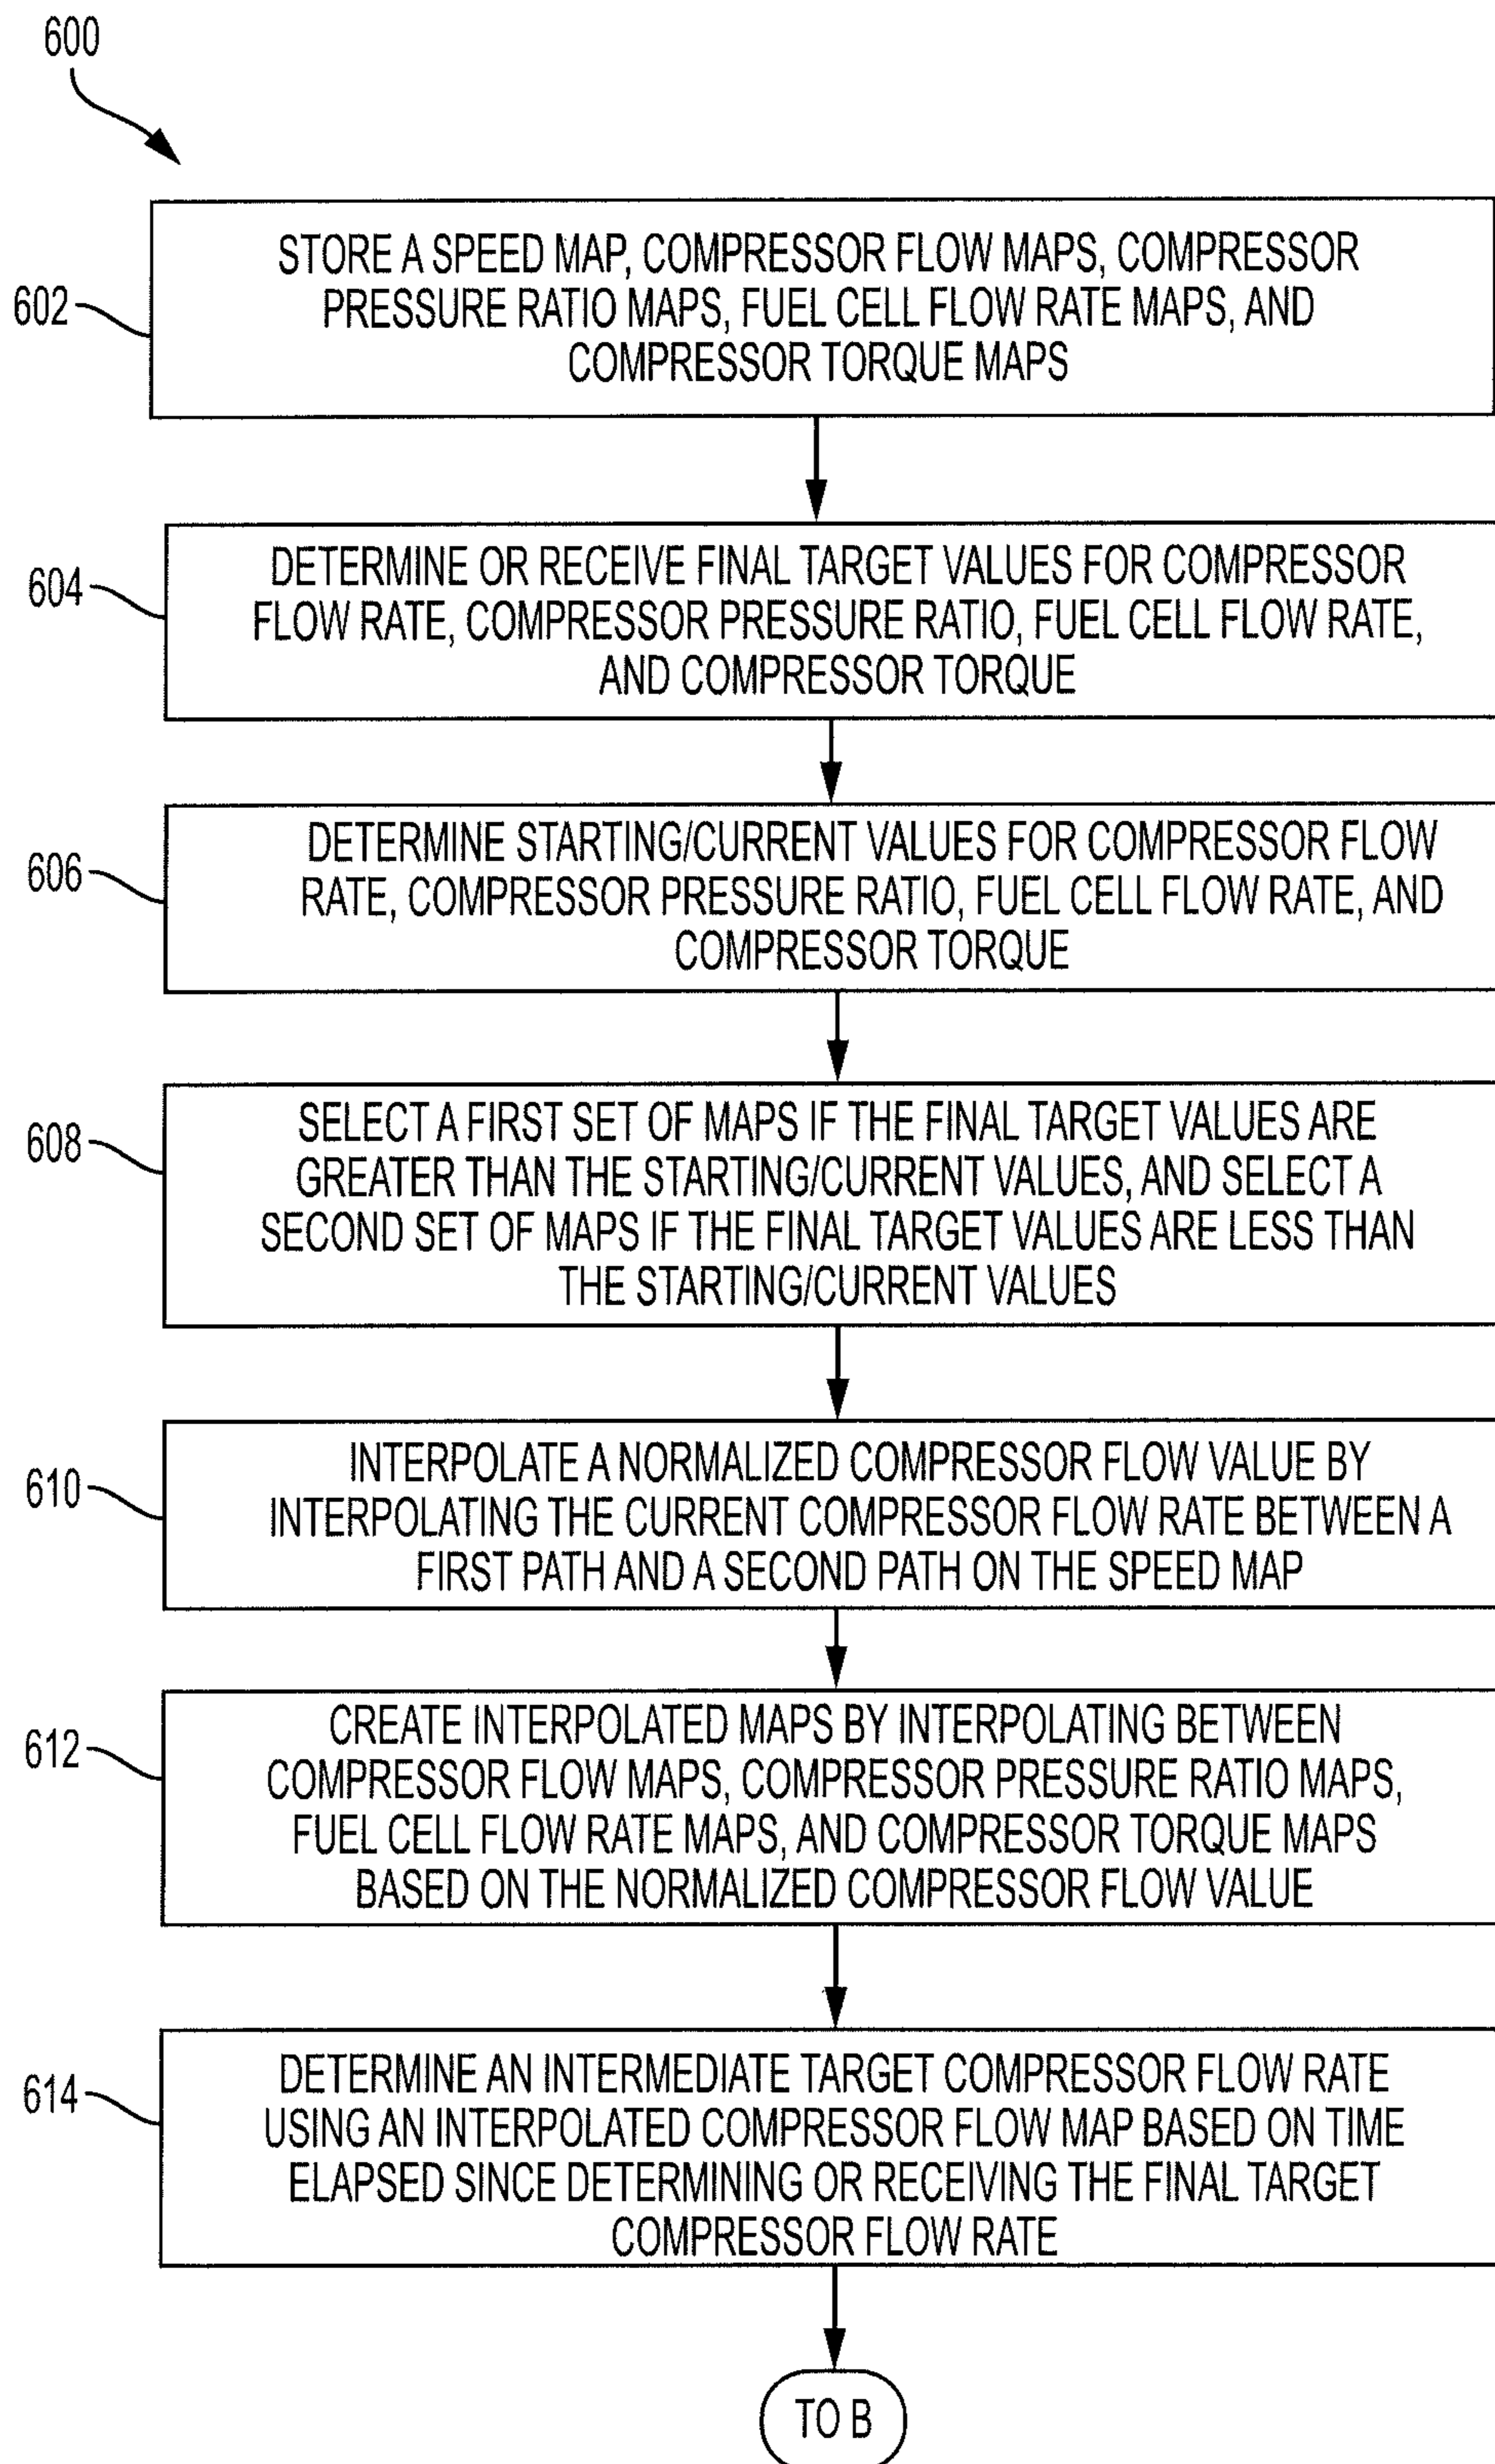 600
602
STORE A SPEED MAP, COMPRESSOR FLOW MAPS, COMPRESSOR
PRESSURE RATIO MAPS, FUEL CELL FLOW RATE MAPS, AND
COMPRESSOR TORQUE MAPS
604
DETERMINE OR RECEIVE FINAL TARGET VALUES FOR COMPRESSOR
FLOW RATE, COMPRESSOR PRESSURE RATIO, FUEL CELL FLOW RATE,
AND COMPRESSOR TORQUE
606
DETERMINE STARTING/CURRENT VALUES FOR COMPRESSOR FLOW
RATE, COMPRESSOR PRESSURE RATIO, FUEL CELL FLOW RATE, AND
COMPRESSOR TORQUE
608
SELECT A FIRST SET OF MAPS IF THE FINAL TARGET VALUES ARE
GREATER THAN THE STARTING/CURRENT VALUES, AND SELECT A
SECOND SET OF MAPS IF THE FINAL TARGET VALUES ARE LESS THAN
THE STARTING/CURRENT VALUES
610
INTERPOLATE A NORMALIZED COMPRESSOR FLOW VALUE BY
INTERPOLATING THE CURRENT COMPRESSOR FLOW RATE BETWEEN A
FIRST PATH AND A SECOND PATH ON THE SPEED MAP
612
CREATE INTERPOLATED MAPS BY INTERPOLATING BETWEEN
COMPRESSOR FLOW MAPS, COMPRESSOR PRESSURE RATIO MAPS,
FUEL CELL FLOW RATE MAPS, AND COMPRESSOR TORQUE MAPS
BASED ON THE NORMALIZED COMPRESSOR FLOW VALUE
614
DETERMINE AN INTERMEDIATE TARGET COMPRESSOR FLOW RATE
USING AN INTERPOLATED COMPRESSOR FLOW MAP BASED ON TIME
ELAPSED SINCE DETERMINING OR RECEIVING THE FINAL TARGET
COMPRESSOR FLOW RATE
TO B